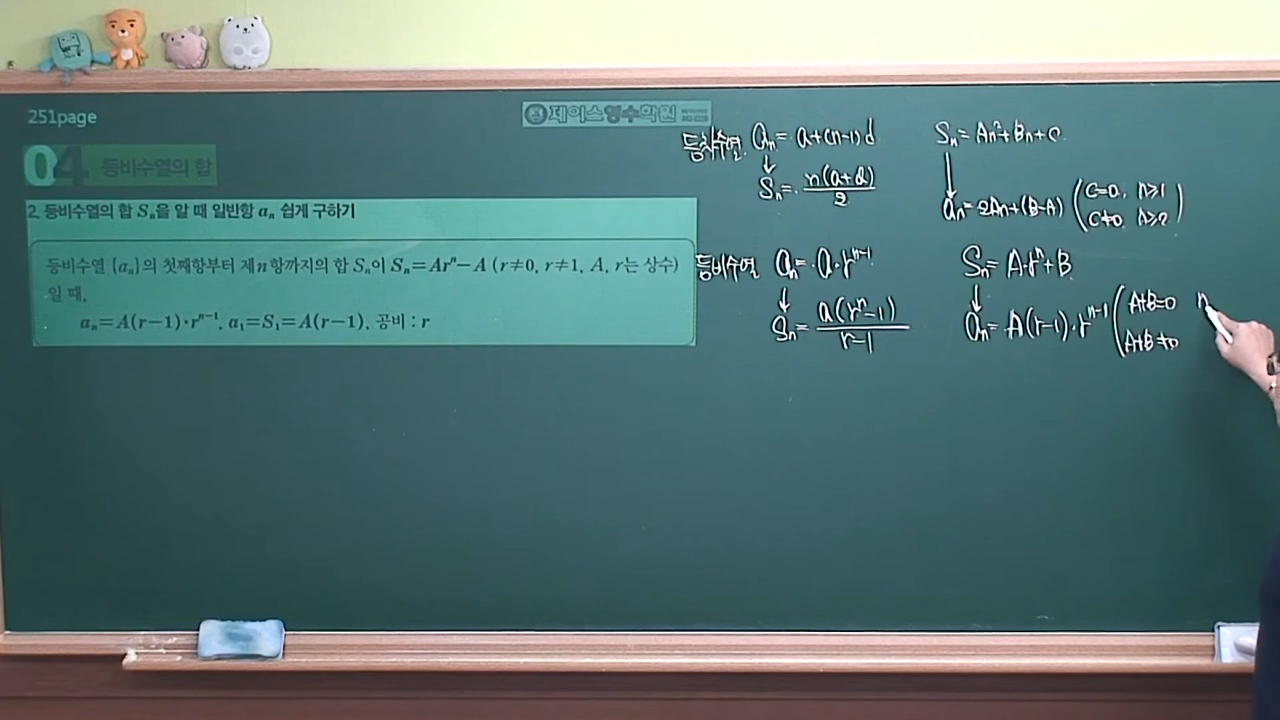 251page
제이스영수학원
04 등비수열의 합
2. 등비수열의 합 Sₙ을 알 때 일반항 aₙ 쉽게 구하기
등비수열 {aₙ}의 첫째항부터 제n항까지의 합 Sₙ이 Sₙ=Arⁿ−A (r≠0, r≠1, A, r는 상수)
일 때,
aₙ=A(r−1)·rⁿ⁻¹, a₁=S₁=A(r−1), 공비 : r
등차수열 aₙ=a+(n-1)d
↓
Sₙ= n(a+l)/2
Sₙ=An²+Bn+C
↓
aₙ=2An+(B-A) (C=0, n≥1
C≠0, n≥2)
등비수열 aₙ=a·rⁿ⁻¹
↓
Sₙ= a(rⁿ-1)/r-1
Sₙ=A·rⁿ+B
↓
aₙ=A(r-1)·rⁿ⁻¹ (A+B=0 n
A+B≠0